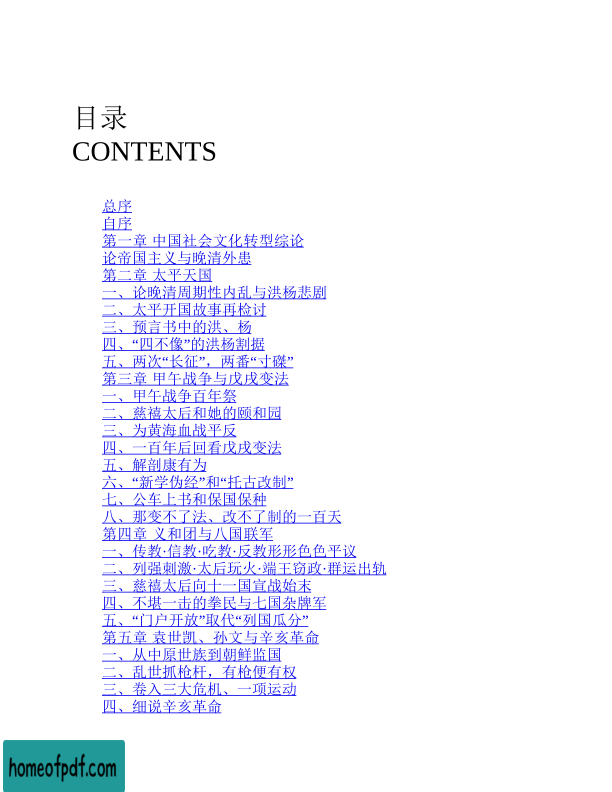 目录
CONTENTS
总序
自序
第一章 中国社会文化转型综论
论帝国主义与晚清外患
第二章 太平天国
一、论晚清周期性内乱与洪杨悲剧
二、太平开国故事再检讨
三、预言书中的洪、杨
四、“四不像”的洪杨割据
五、两次“长征”，两番“寸磔”
第三章 甲午战争与戊戌变法
一、甲午战争百年祭
二、慈禧太后和她的颐和园
三、为黄海血战平反
四、一百年后回看戊戌变法
五、解剖康有为
六、“新学伪经”和“托古改制”
七、公车上书和保国保种
八、那变不了法、改不了制的一百天
第四章 义和团与八国联军
一、传教·信教·吃教·反教形形色色平议
二、列强刺激·太后玩火·端王窃政·群运出轨
三、慈禧太后向十一国宣战始末
四、不堪一击的拳民与七国杂牌军
五、“门户开放”取代“列国瓜分”
第五章 袁世凯、孙文与辛亥革命
一、从中原世族到朝鲜监国
二、乱世抓枪杆，有枪便有权
三、卷入三大危机、一项运动
四、细说辛亥革命
homeofpdf.com